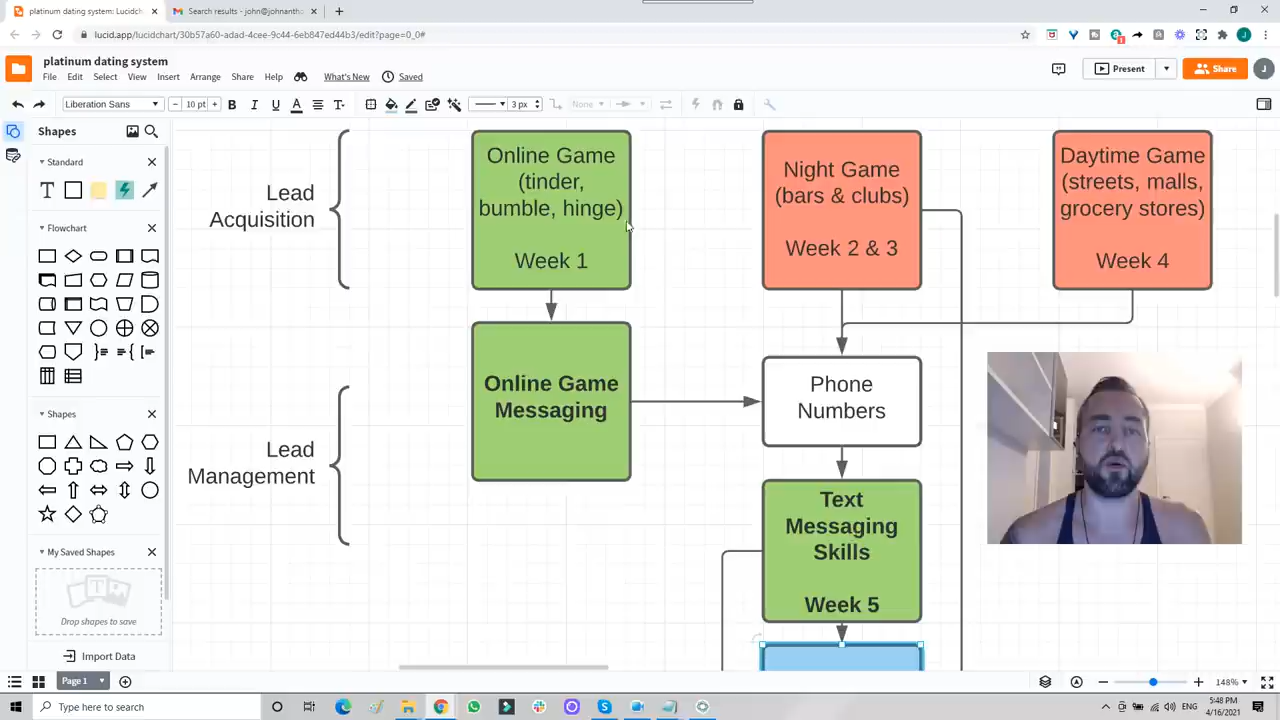 platinum dating system: Lucidch
Search results - john@johnantho
lucid.app/lucidchart/30b57a60-adad-4cee-9c44-6eb847ed44b3/edit?page=0_0#
platinum dating system
File Edit Select View Insert Arrange Share Help What's New Saved
Present
Share
J
Liberation Sans
10 pt
3 px
None
Shapes
Standard
Flowchart
Shapes
My Saved Shapes
Drop shapes to save
Import Data
Lead
Acquisition
Online Game
(tinder,
bumble, hinge)
Week 1
Night Game
(bars & clubs)
Week 2 & 3
Daytime Game
(streets, malls,
grocery stores)
Week 4
Lead
Management
Online Game
Messaging
Phone
Numbers
Text
Messaging
Skills
Week 5
Page 1
148%
Type here to search
5:48 PM
4/16/2021